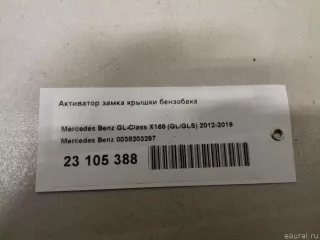 Активатор замка крышки бензобака
Mercedes Benz GL-Class X166 (GL/GLS) 2012-2019
Mercedes Benz 0038203297
23 105 388
eaural.ru